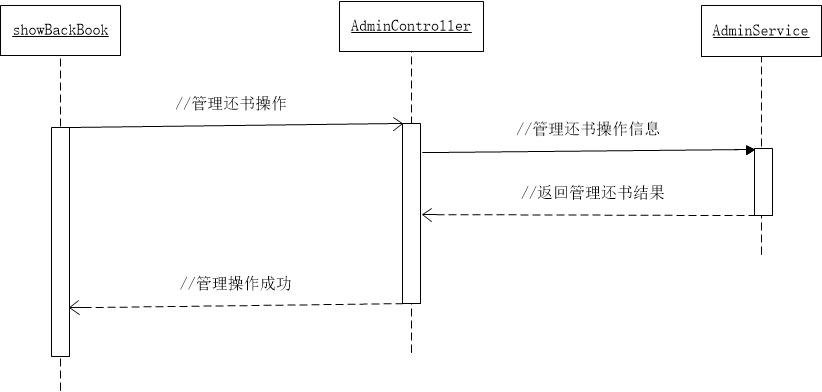 showBackBook
AdminController
AdminService
//管理还书操作
//管理还书操作信息
//返回管理还书结果
//管理操作成功